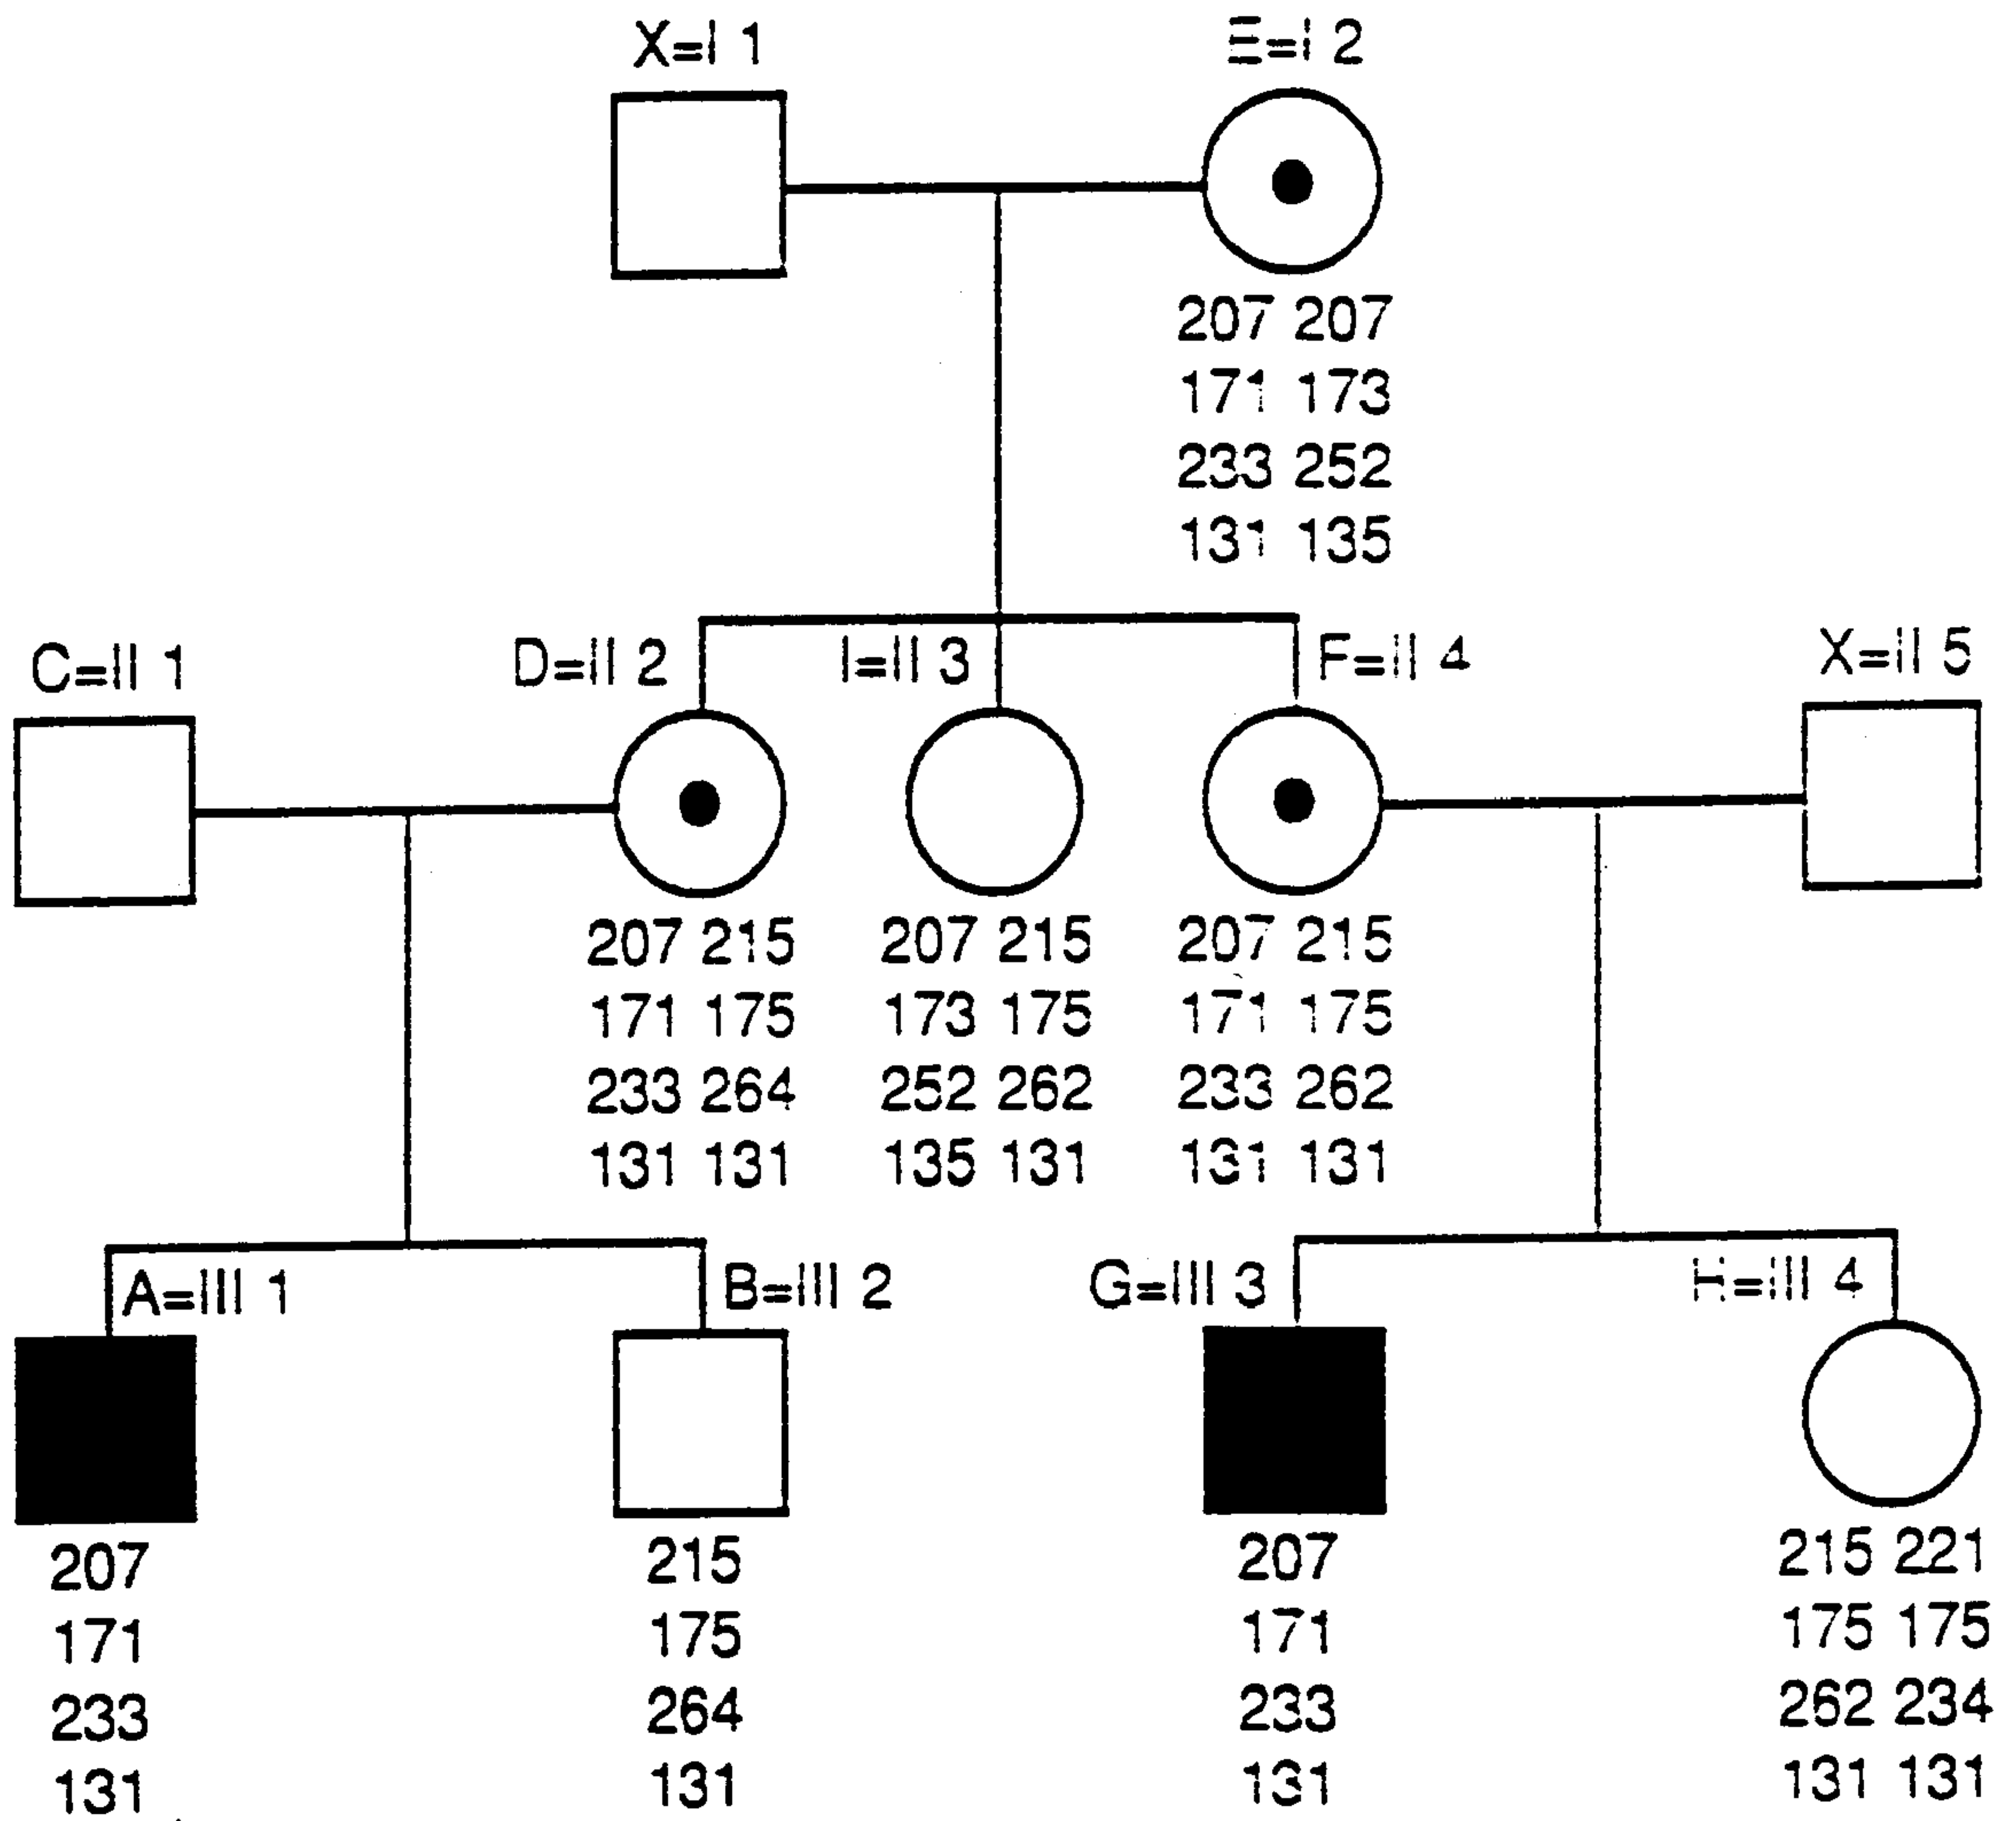 X=I 1
E=I 2
207 207
171 173
233 252
131 135
C=II 1
D=II 2
I=II 3
F=II 4
X=II 5
207 215
171 175
233 264
131 131
207 215
173 175
252 262
135 131
207 215
171 175
233 262
131 131
A=III 1
B=III 2
G=III 3
H=III 4
207
171
233
131
215
175
264
131
207
171
233
131
215 221
175 175
262 234
131 131